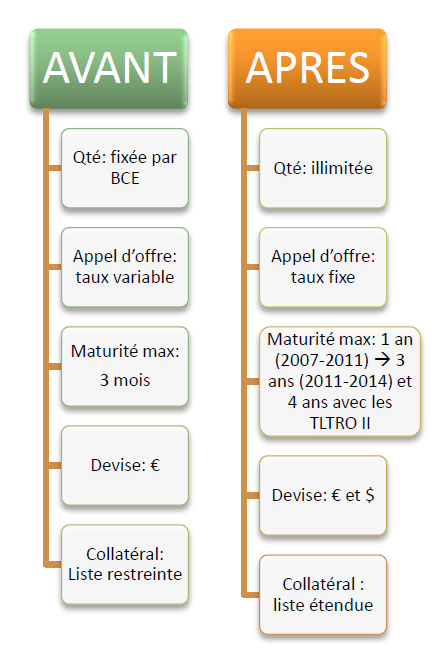 AVANT
Qté: fixée par
BCE
Appel d'offre:
taux variable
Maturité max:
3 mois
Devise: €
Collatéral:
Liste restreinte
APRES
Qté: illimitée
Appel d'offre:
taux fixe
Maturité max: 1 an
(2007-2011) → 3
ans (2011-2014) et
4 ans avec les
TLTRO II
Devise: € et $
Collatéral :
liste étendue